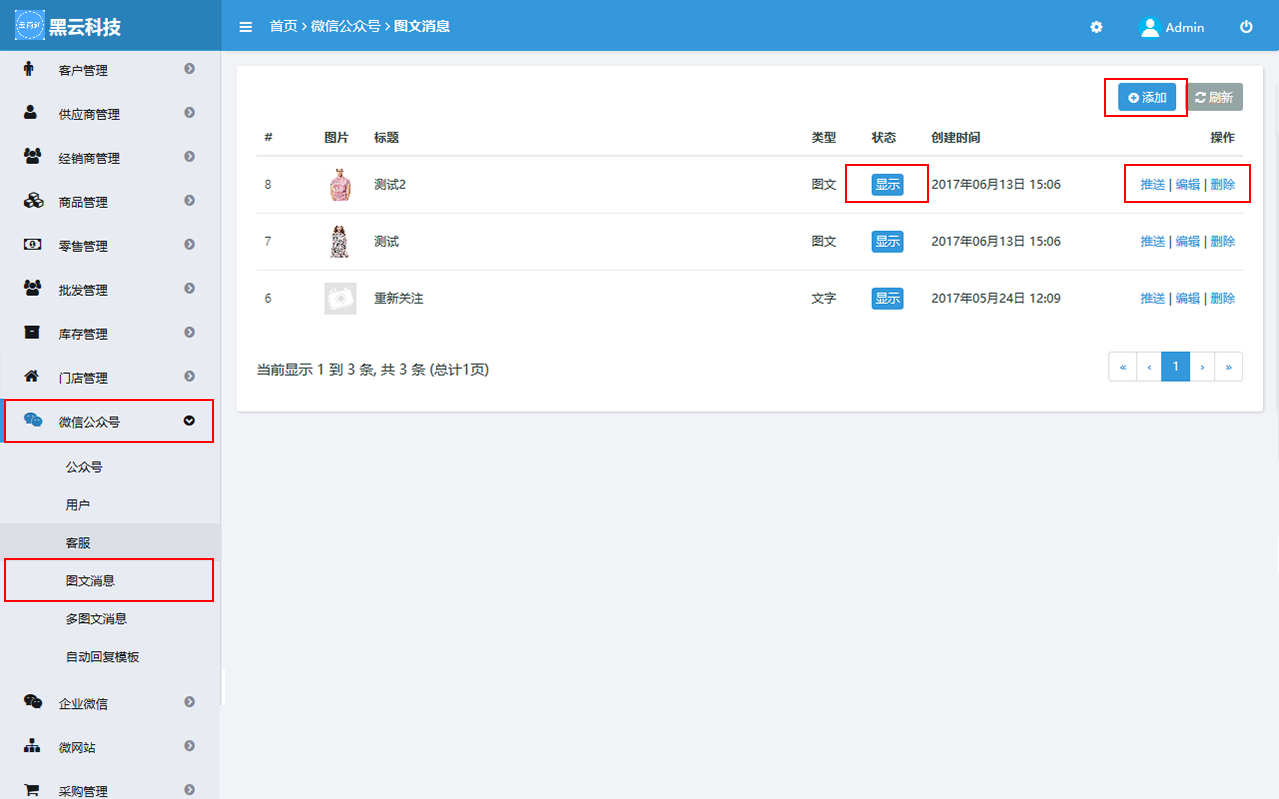 黑云科技
首页 > 微信公众号 > 图文消息
Admin
客户管理
供应商管理
经销商管理
商品管理
零售管理
批发管理
库存管理
门店管理
微信公众号
公众号
用户
客服
图文消息
多图文消息
自动回复模板
企业微信
微网站
采购管理
添加 刷新
# 图片 标题 类型 状态 创建时间 操作
8 测试2 图文 显示 2017年06月13日 15:06 推送 | 编辑 | 删除
7 测试 图文 显示 2017年06月13日 15:06 推送 | 编辑 | 删除
6 重新关注 文字 显示 2017年05月24日 12:09 推送 | 编辑 | 删除
当前显示 1 到 3 条, 共 3 条 (总计1页)
« ‹ 1 › »